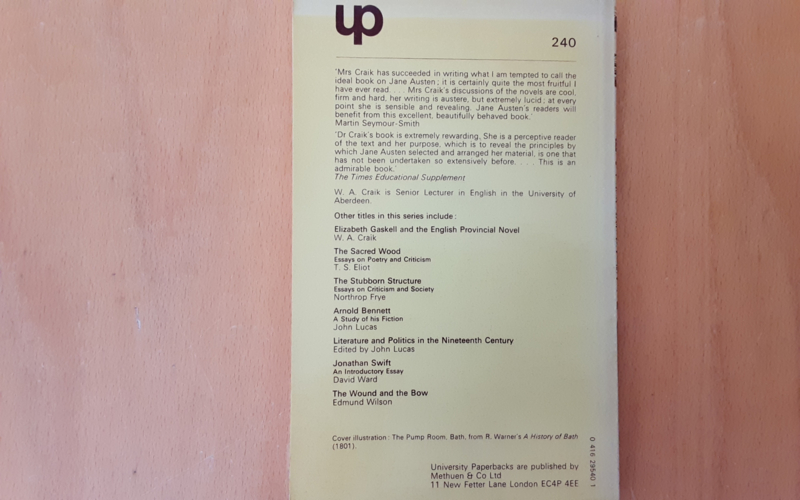 up
240
'Mrs Craik has succeeded in writing what I am tempted to call the
ideal book on Jane Austen; it is certainly quite the most fruitful I
have ever read. . . . Mrs Craik's discussions of the novels are cool,
firm and hard, her writing is austere, but extremely lucid; at every
point she is sensible and revealing. Jane Austen's readers will
benefit from this excellent, beautifully behaved book.'
Martin Seymour-Smith
'Dr Craik's book is extremely rewarding. She is a perceptive reader
of the text and her purpose, which is to reveal the principles by
which Jane Austen selected and arranged her material, is one that
has not been undertaken so extensively before. . . . This is an
admirable book.'
The Times Educational Supplement
W. A. Craik is Senior Lecturer in English in the University of
Aberdeen.
Other titles in this series include:
Elizabeth Gaskell and the English Provincial Novel
W. A. Craik
The Sacred Wood
Essays on Poetry and Criticism
T. S. Eliot
The Stubborn Structure
Essays on Criticism and Society
Northrop Frye
Arnold Bennett
A Study of his Fiction
John Lucas
Literature and Politics in the Nineteenth Century
Edited by John Lucas
Jonathan Swift
An Introductory Essay
David Ward
The Wound and the Bow
Edmund Wilson
Cover illustration: The Pump Room, Bath, from R. Warner's A History of Bath
(1801).
University Paperbacks are published by
Methuen & Co Ltd
11 New Fetter Lane London EC4P 4EE
0 416 29540 1